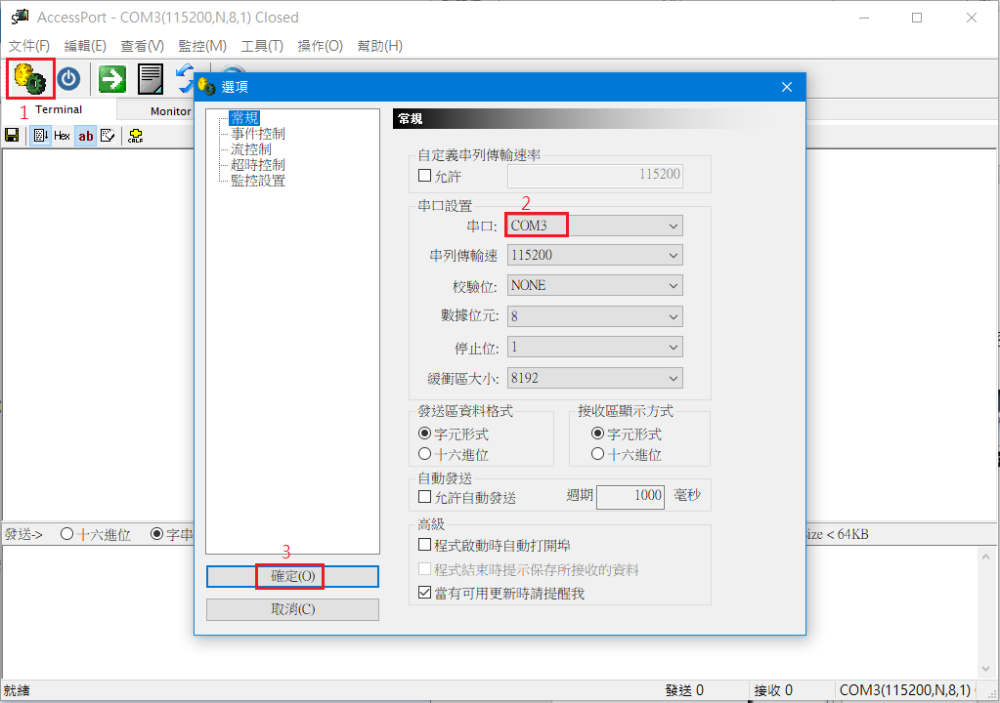 AccessPort - COM3(115200,N,8,1) Closed
文件(F) 編輯(E) 查看(V) 監控(M) 工具(T) 操作(O) 幫助(H)
1 Terminal
Monitor
Hex ab CRLF
選項
常規
事件控制
流控制
超時控制
監控設置
常規
自定義串列傳輸速率
允許 115200
串口設置
2
串口: COM3
串列傳輸速 115200
校驗位: NONE
數據位元: 8
停止位: 1
緩衝區大小: 8192
發送區資料格式
字元形式
十六進位
接收區顯示方式
字元形式
十六進位
自動發送
允許自動發送 週期 1000 毫秒
高級
程式啟動時自動打開埠
程式結束時提示保存所接收的資料
當有可用更新時請提醒我
3
確定(O)
取消(C)
發送-> 十六進位 字串
ize < 64KB
就緒 發送 0 接收 0 COM3(115200,N,8,1)